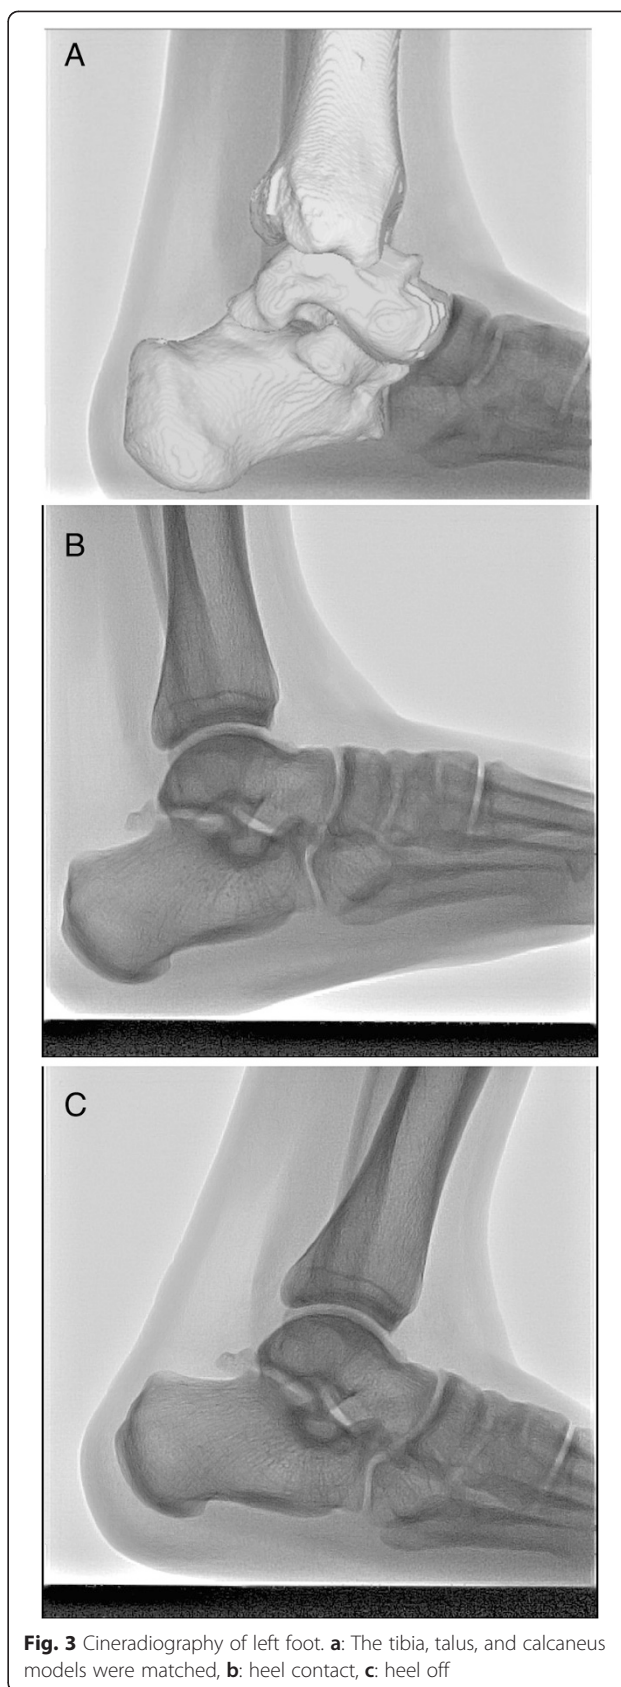 A
B
C
Fig. 3 Cineradiography of left foot. a: The tibia, talus, and calcaneus
models were matched, b: heel contact, c: heel off